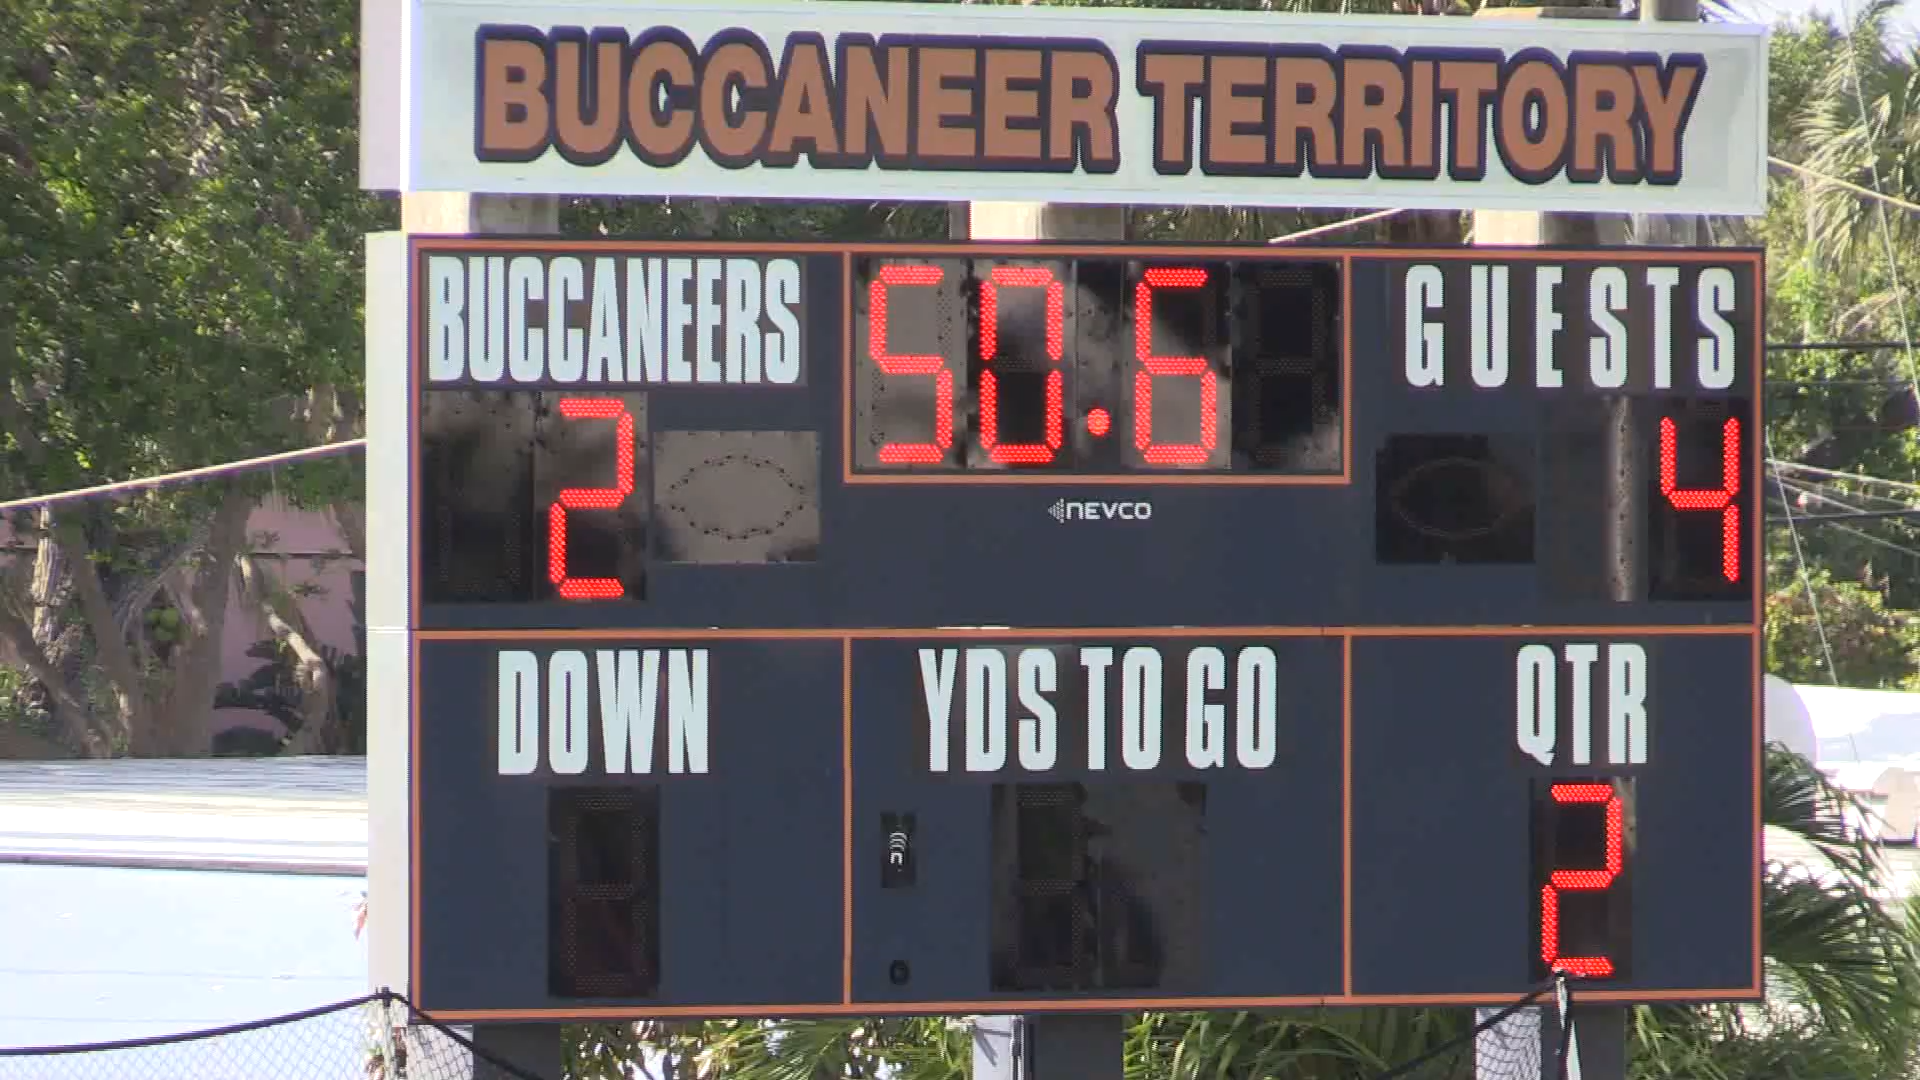 BUCCANEER TERRITORY
BUCCANEERS 50.6 GUESTS
2 4
NEVCO
DOWN YDS TO GO QTR
2